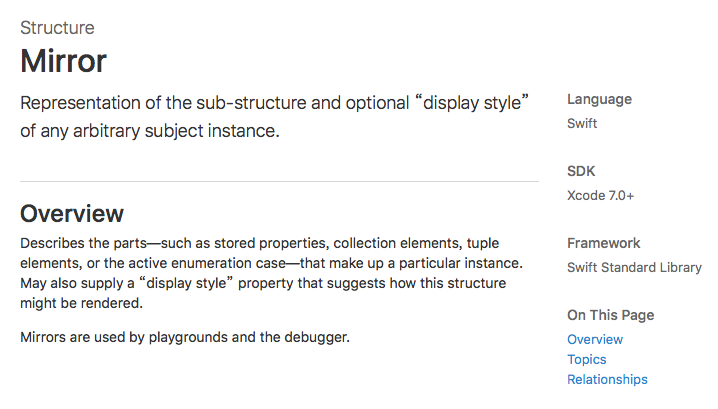 Structure
Mirror
Representation of the sub-structure and optional “display style”
of any arbitrary subject instance.
Overview
Describes the parts—such as stored properties, collection elements, tuple
elements, or the active enumeration case—that make up a particular instance.
May also supply a “display style” property that suggests how this structure
might be rendered.
Mirrors are used by playgrounds and the debugger.
Language
Swift
SDK
Xcode 7.0+
Framework
Swift Standard Library
On This Page
Overview
Topics
Relationships